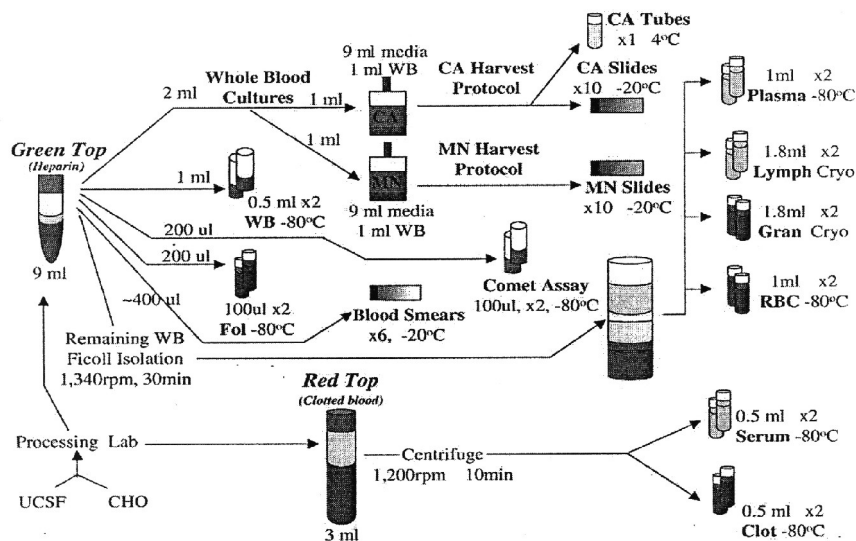 CA Tubes
x1 4°C
9 ml media
1 ml WB
Whole Blood
Cultures
2 ml
1 ml
CA
CA Harvest
Protocol
CA Slides
x10 -20°C
1ml x2
Plasma -80°C
1 ml
Green Top
(Heparin)
9 ml
MN
9 ml media
1 ml WB
MN Harvest
Protocol
MN Slides
x10 -20°C
1.8ml x2
Lymph Cryo
1 ml
0.5 ml x2
WB -80°C
1.8ml x2
Gran Cryo
200 ul
200 ul
100ul x2
Fol -80°C
Comet Assay
100ul, x2, -80°C
1ml x2
RBC -80°C
~400 ul
Blood Smears
x6, -20°C
Remaining WB
Ficoll Isolation
1,340rpm, 30min
Red Top
(Clotted blood)
3 ml
Processing Lab
UCSF CHO
Centrifuge
1,200rpm 10min
0.5 ml x2
Serum -80°C
0.5 ml x2
Clot -80°C